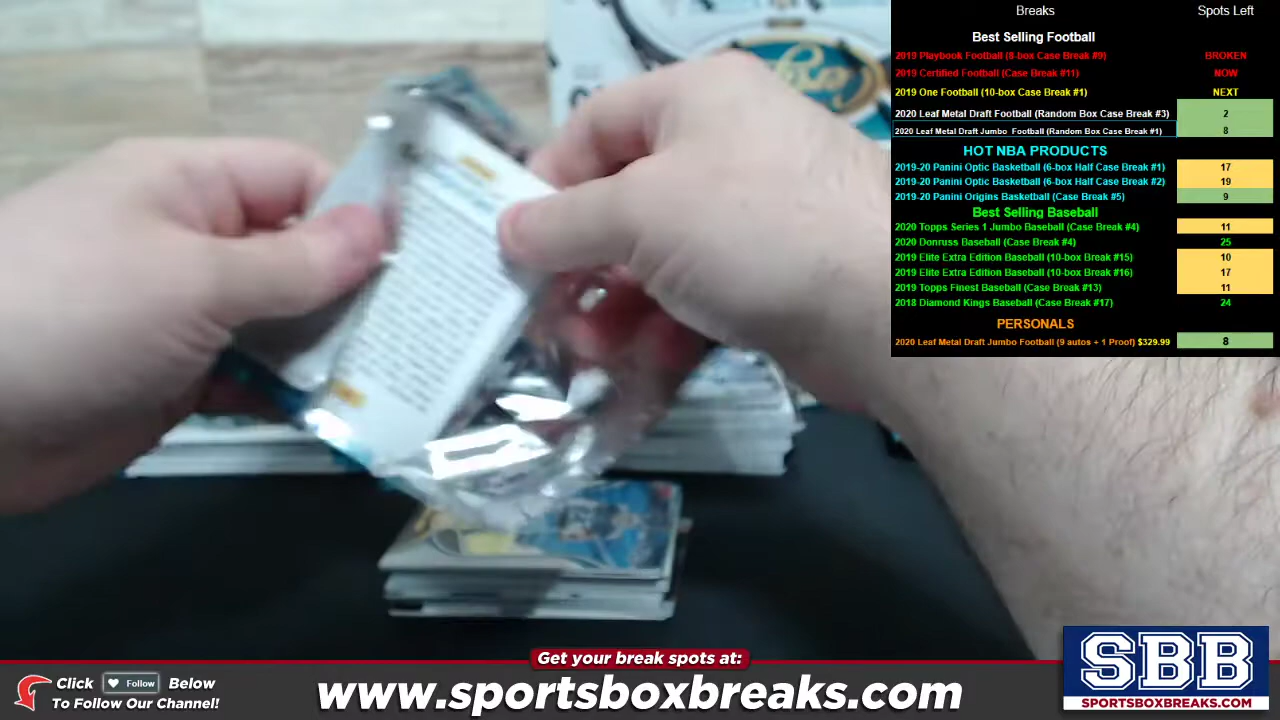 Breaks Spots Left
Best Selling Football
2019 Playbook Football (8-box Case Break #9) BROKEN
2019 Certified Football (Case Break #11) NOW
2019 One Football (10-box Case Break #1) NEXT
2020 Leaf Metal Draft Football (Random Box Case Break #3) 2
2020 Leaf Metal Draft Jumbo Football (Random Box Case Break #1) 8
HOT NBA PRODUCTS
2019-20 Panini Optic Basketball (6-box Half Case Break #1) 17
2019-20 Panini Optic Basketball (6-box Half Case Break #2) 19
2019-20 Panini Origins Basketball (Case Break #5) 9
Best Selling Baseball
2020 Topps Series 1 Jumbo Baseball (Case Break #4) 11
2020 Donruss Baseball (Case Break #4) 25
2019 Elite Extra Edition Baseball (10-box Break #15) 10
2019 Elite Extra Edition Baseball (10-box Break #16) 17
2019 Topps Finest Baseball (Case Break #13) 11
2018 Diamond Kings Baseball (Case Break #17) 24
PERSONALS
2020 Leaf Metal Draft Jumbo Football (9 autos + 1 Proof) $329.99 8
Get your break spots at:
www.sportsboxbreaks.com
Click Follow Below
To Follow Our Channel!
SBB
SPORTSBOXBREAKS.COM